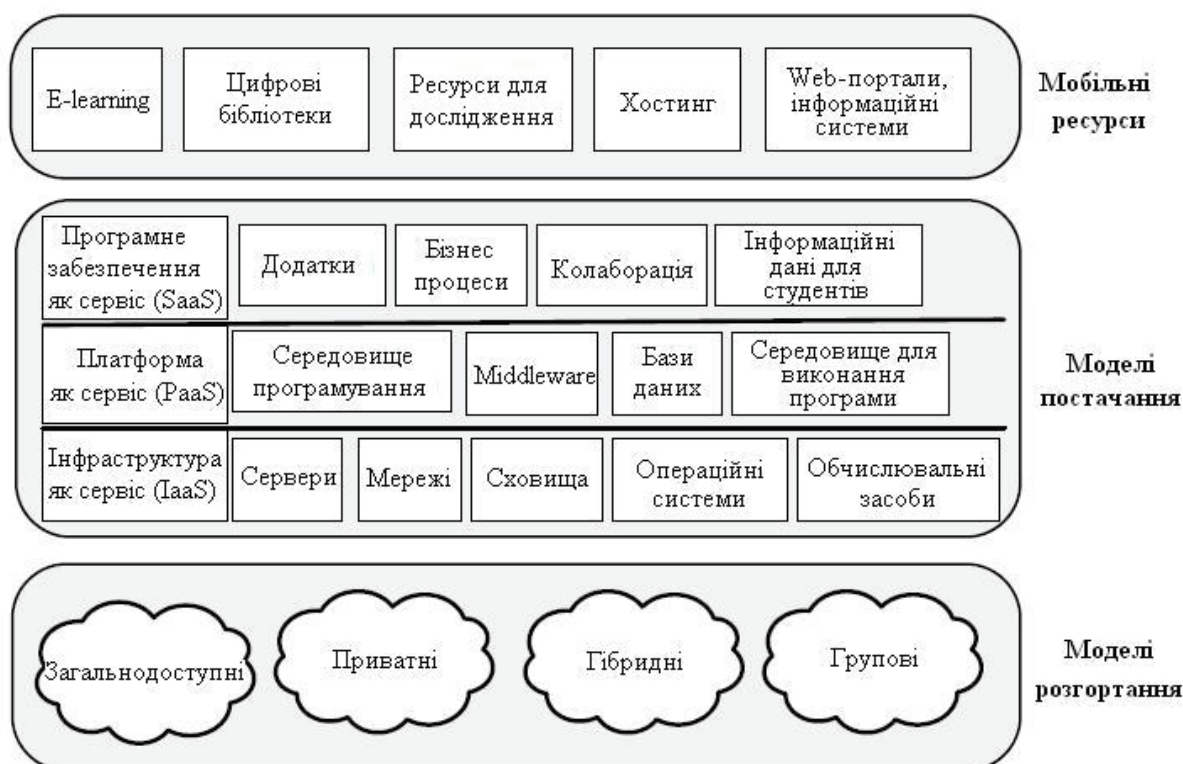 E-learning
Цифрові
бібліотеки
Ресурси для
дослідження
Хостинг
Web-портали,
інформаційні
системи
Мобільні
ресурси
Програмне
забезпечення
як сервіс (SaaS)
Додатки
Бізнес
процеси
Колаборація
Інформаційні
дані для
студентів
Платформа
як сервіс (PaaS)
Середовище
програмування
Middleware
Бази
даних
Середовище для
виконання
програми
Моделі
постачання
Інфраструктура
як сервіс (IaaS)
Сервери
Мережі
Сховища
Операційні
системи
Обчислювальні
засоби
Загальнодоступні
Приватні
Гібридні
Групові
Моделі
розгортання